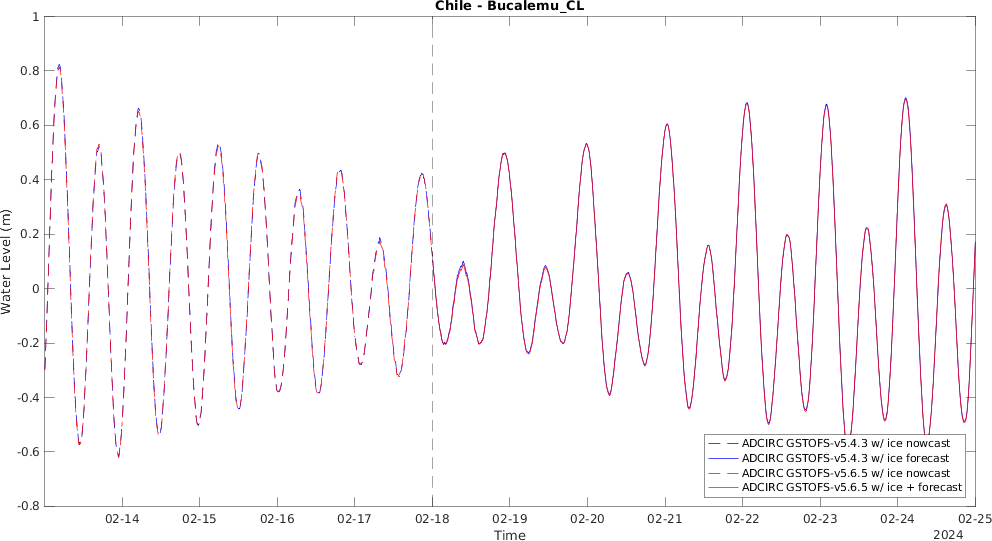 Chile - Bucalemu_CL
Water Level (m)
1
0.8
0.6
0.4
0.2
0
-0.2
-0.4
-0.6
-0.8
ADCIRC GSTOFS-v5.4.3 w/ ice nowcast
ADCIRC GSTOFS-v5.4.3 w/ ice forecast
ADCIRC GSTOFS-v5.6.5 w/ ice nowcast
ADCIRC GSTOFS-v5.6.5 w/ ice + forecast
02-14 02-15 02-16 02-17 02-18 02-19 02-20 02-21 02-22 02-23 02-24 02-25
Time
2024